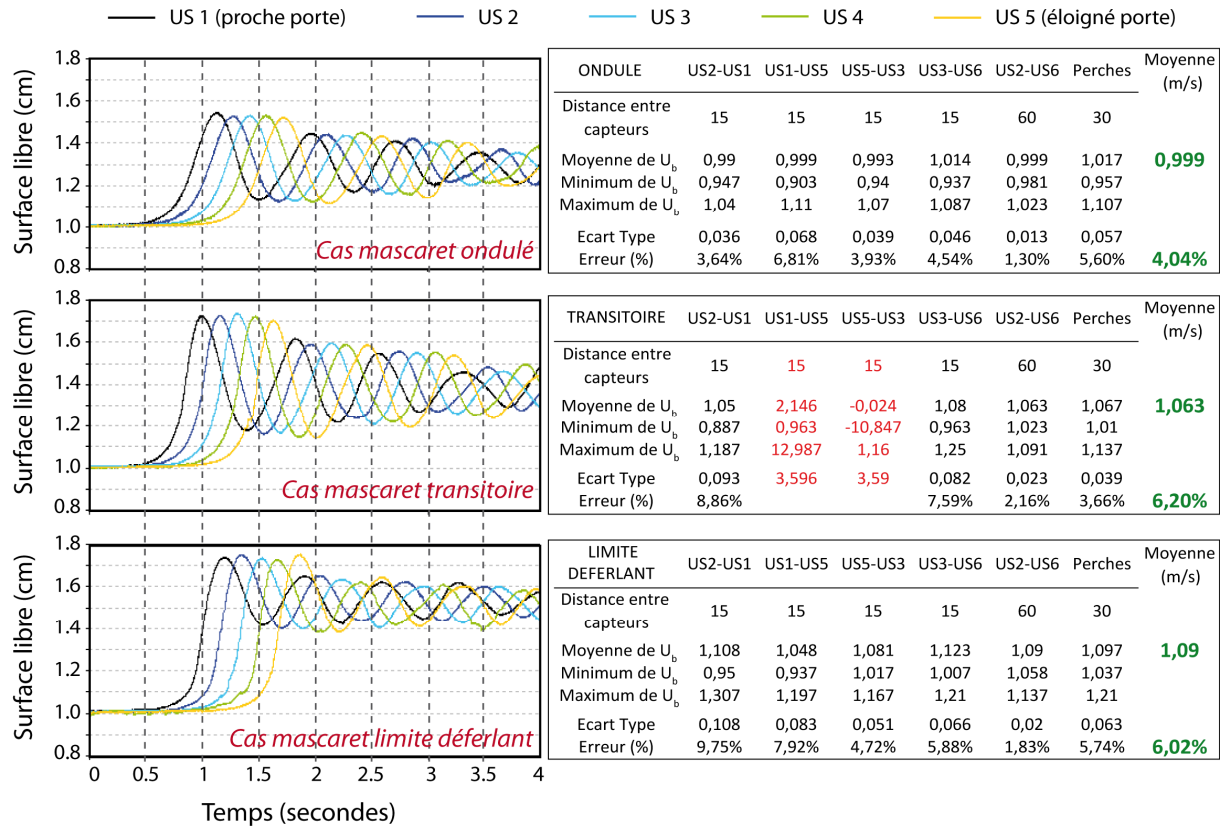 US 1 (proche porte) US 2 US 3 US 4 US 5 (éloigné porte)
Surface libre (cm)
1.8
1.6
1.4
1.2
1.0
0.8
Cas mascaret ondulé
ONDULE US2-US1 US1-US5 US5-US3 US3-US6 US2-US6 Perches Moyenne (m/s)
Distance entre capteurs 15 15 15 15 60 30
Moyenne de Ub 0,99 0,999 0,993 1,014 0,999 1,017 0,999
Minimum de Ub 0,947 0,903 0,94 0,937 0,981 0,957
Maximum de Ub 1,04 1,11 1,07 1,087 1,023 1,107
Ecart Type 0,036 0,068 0,039 0,046 0,013 0,057
Erreur (%) 3,64% 6,81% 3,93% 4,54% 1,30% 5,60% 4,04%
Surface libre (cm)
1.8
1.6
1.4
1.2
1.0
0.8
Cas mascaret transitoire
TRANSITOIRE US2-US1 US1-US5 US5-US3 US3-US6 US2-US6 Perches Moyenne (m/s)
Distance entre capteurs 15 15 15 15 60 30
Moyenne de Ub 1,05 2,146 -0,024 1,08 1,063 1,067 1,063
Minimum de Ub 0,887 0,963 -10,847 0,963 1,023 1,01
Maximum de Ub 1,187 12,987 1,16 1,25 1,091 1,137
Ecart Type 0,093 3,596 3,59 0,082 0,023 0,039
Erreur (%) 8,86% 7,59% 2,16% 3,66% 6,20%
Surface libre (cm)
1.8
1.6
1.4
1.2
1.0
0.8
Cas mascaret limite déferlant
0 0.5 1 1.5 2 2.5 3 3.5 4
Temps (secondes)
LIMITE DEFERLANT US2-US1 US1-US5 US5-US3 US3-US6 US2-US6 Perches Moyenne (m/s)
Distance entre capteurs 15 15 15 15 60 30
Moyenne de Ub 1,108 1,048 1,081 1,123 1,09 1,097 1,09
Minimum de Ub 0,95 0,937 1,017 1,007 1,058 1,037
Maximum de Ub 1,307 1,197 1,167 1,21 1,137 1,21
Ecart Type 0,108 0,083 0,051 0,066 0,02 0,063
Erreur (%) 9,75% 7,92% 4,72% 5,88% 1,83% 5,74% 6,02%